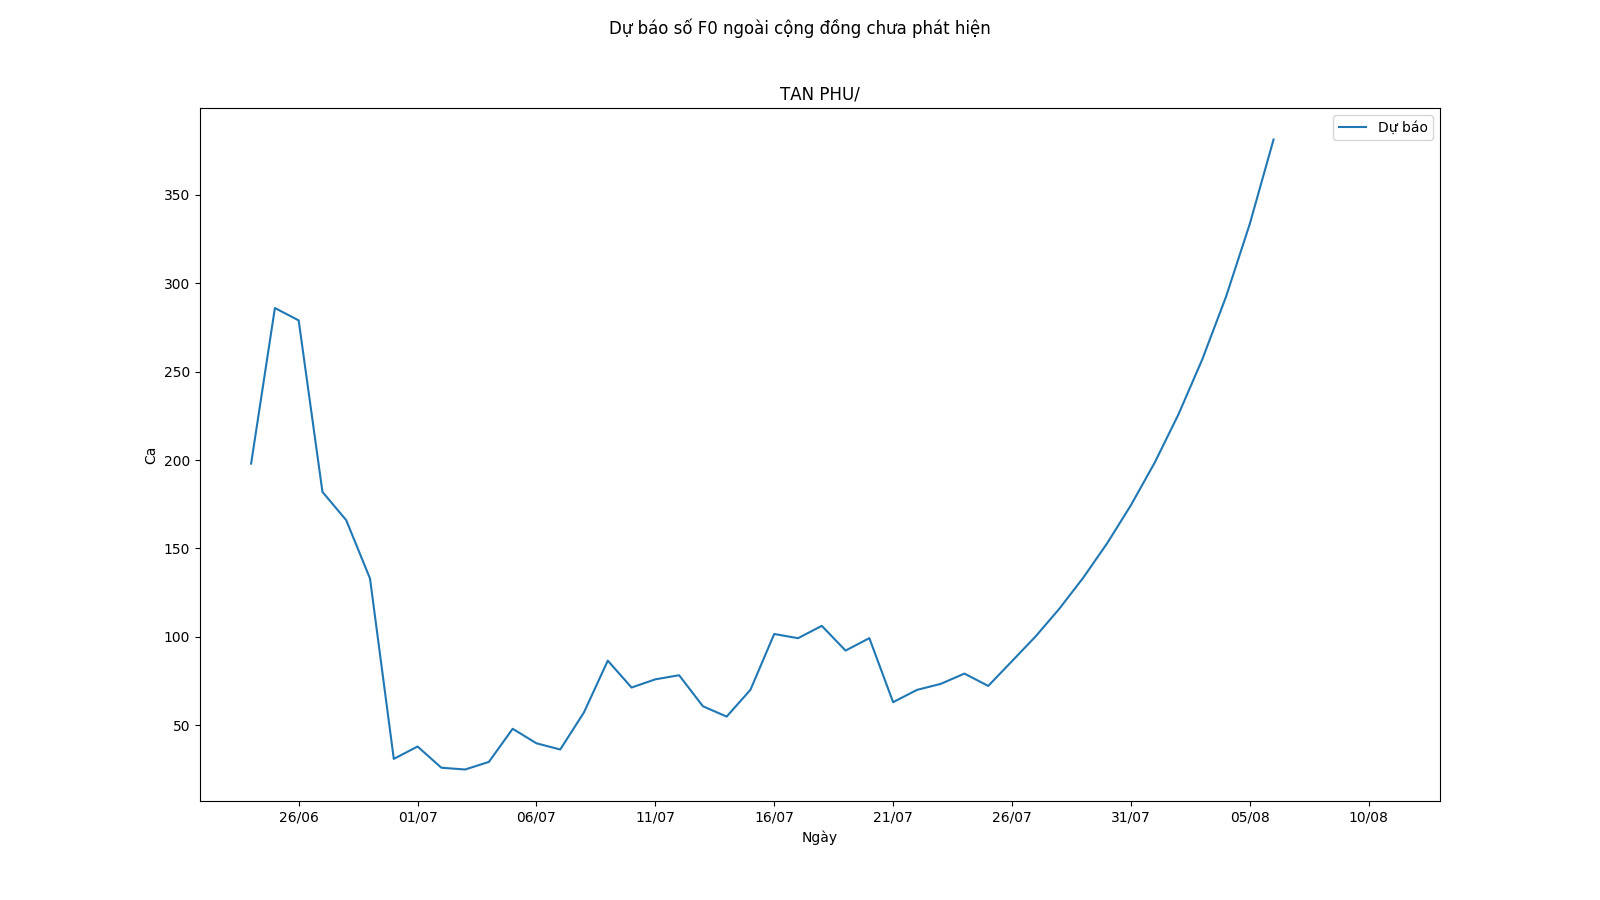 Dự báo số F0 ngoài cộng đồng chưa phát hiện
TAN PHU/
Dự báo
350
300
250
200
150
100
50
Ca
26/06 01/07 06/07 11/07 16/07 21/07 26/07 31/07 05/08 10/08
Ngày